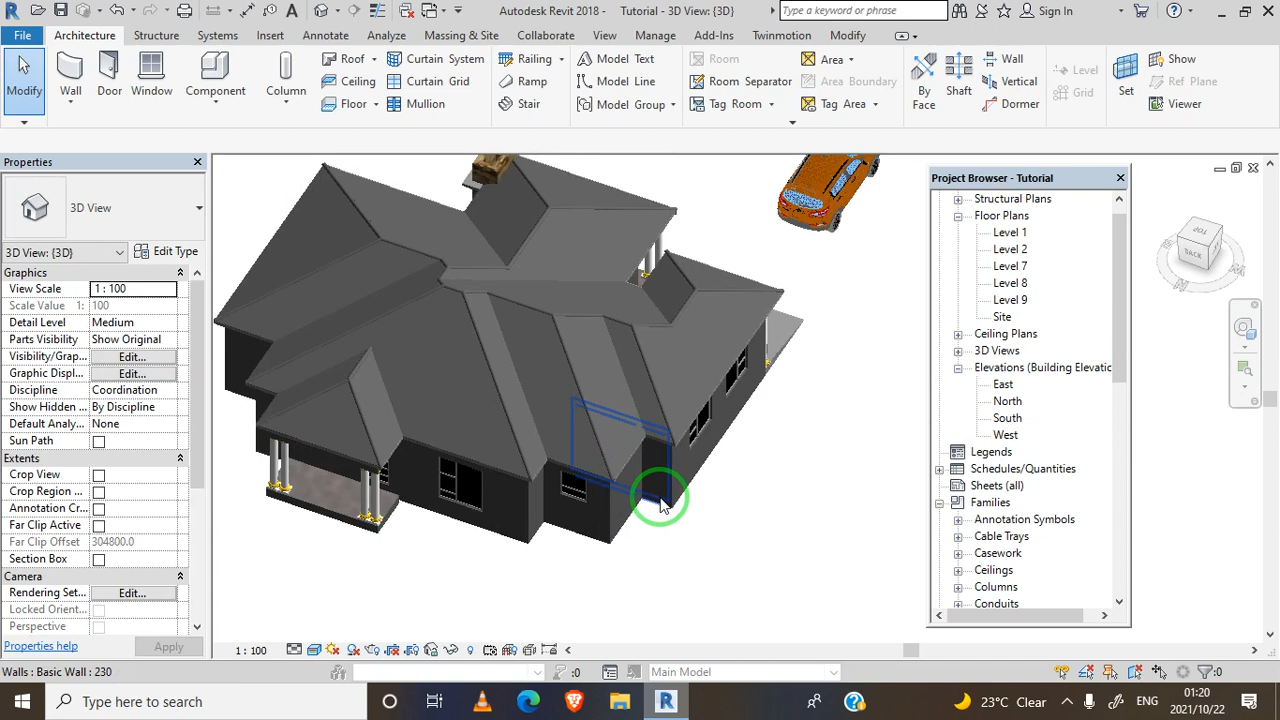 Autodesk Revit 2018 - Tutorial - 3D View: {3D}
Type a keyword or phrase
Sign In
File Architecture Structure Systems Insert Annotate Analyze Massing & Site Collaborate View Manage Add-Ins Twinmotion Modify
Modify
Wall
Door
Window
Component
Column
Roof
Ceiling
Floor
Curtain System
Curtain Grid
Mullion
Railing
Ramp
Stair
Model Text
Model Line
Model Group
Room
Room Separator
Tag Room
Area
Area Boundary
Tag Area
By
Face
Shaft
Wall
Vertical
Dormer
Level
Grid
Set
Show
Ref Plane
Viewer
Properties
3D View
3D View: {3D}
Edit Type
Graphics
View Scale 1 : 100
Scale Value 1: 100
Detail Level Medium
Parts Visibility Show Original
Visibility/Grap... Edit...
Graphic Displ... Edit...
Discipline Coordination
Show Hidden ... By Discipline
Default Analy... None
Sun Path
Extents
Crop View
Crop Region ...
Annotation Cr...
Far Clip Active
Far Clip Offset 304800.0
Section Box
Camera
Rendering Set... Edit...
Locked Orient...
Perspective
Properties help
Apply
TOP
BACK
Project Browser - Tutorial
Structural Plans
Floor Plans
Level 1
Level 2
Level 7
Level 8
Level 9
Site
Ceiling Plans
3D Views
Elevations (Building Elevatic
East
North
South
West
Legends
Schedules/Quantities
Sheets (all)
Families
Annotation Symbols
Cable Trays
Casework
Ceilings
Columns
Conduits
1 : 100
Walls : Basic Wall : 230
:0
Main Model
:0
Type here to search
23°C Clear
ENG
01:20
2021/10/22